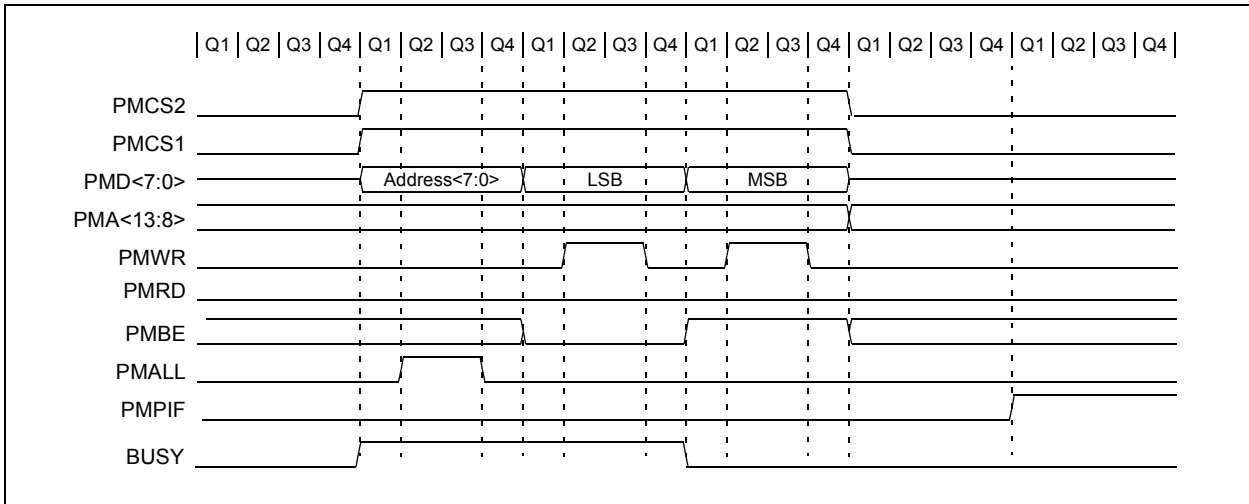 Q1 Q2 Q3 Q4 Q1 Q2 Q3 Q4 Q1 Q2 Q3 Q4 Q1 Q2 Q3 Q4 Q1 Q2 Q3 Q4 Q1 Q2 Q3 Q4
PMCS2
PMCS1
PMD<7:0> Address<7:0> LSB MSB
PMA<13:8>
PMWR
PMRD
PMBE
PMALL
PMPIF
BUSY